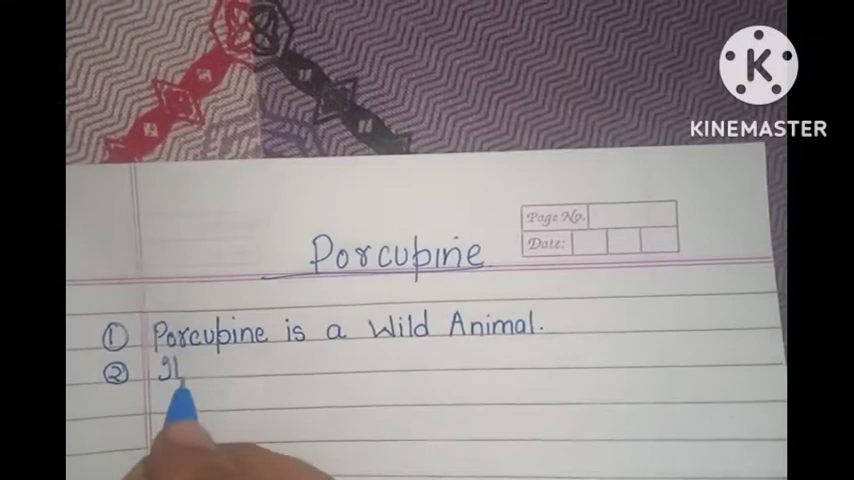 KINEMASTER
Page No.
Date:
Porcupine
① Porcupine is a Wild Animal.
②